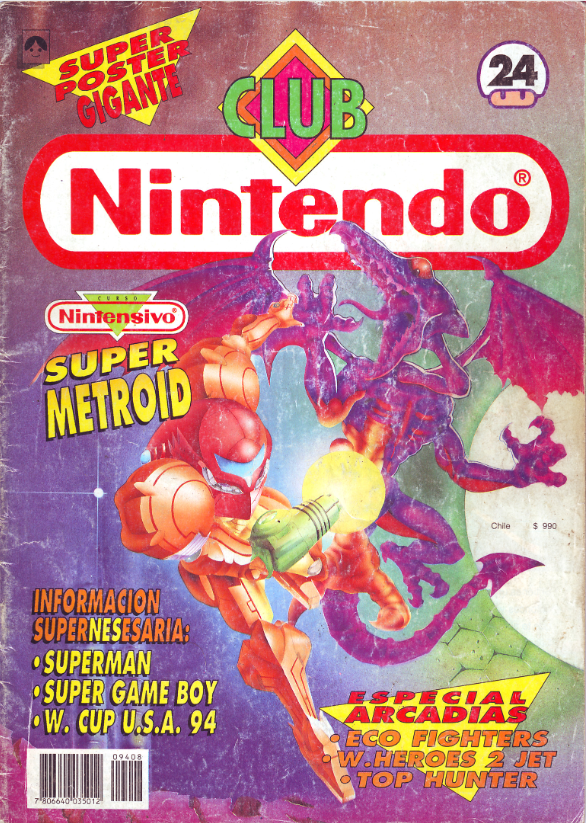 SUPER
POSTER
GIGANTE
CLUB
24
Nintendo®
CURSO
Nintensivo®
SUPER
METROID
Chile $ 990
INFORMACION
SUPERNESESARIA:
• SUPERMAN
• SUPER GAME BOY
• W. CUP U.S.A. 94
ESPECIAL
ARCADIAS
• ECO FIGHTERS
• W.HEROES 2 JET
• TOP HUNTER
09408
7 806640 035012